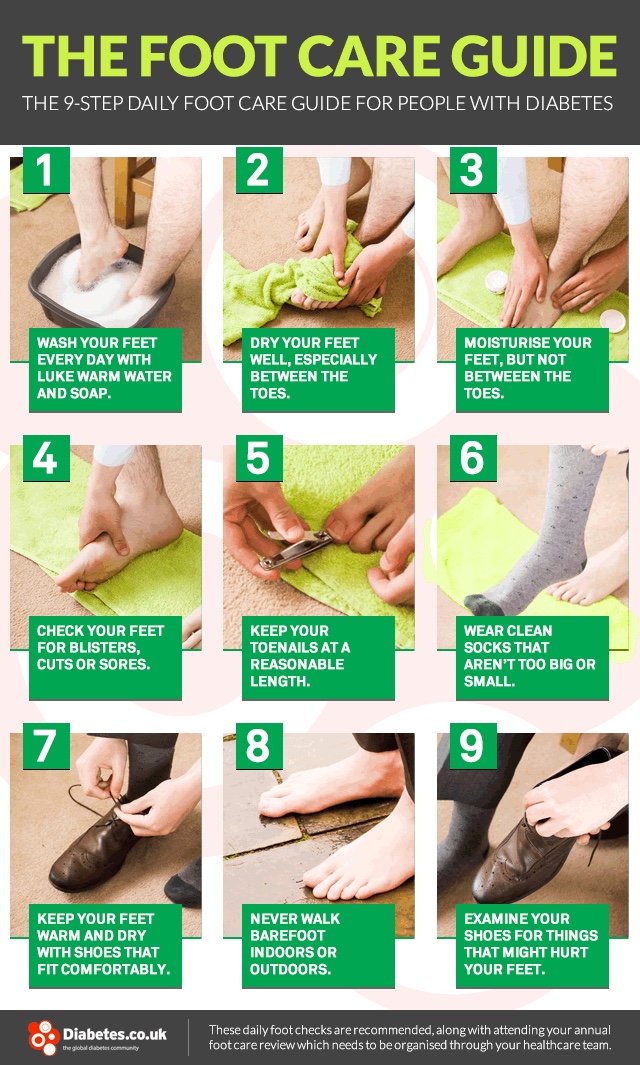 THE FOOT CARE GUIDE
THE 9-STEP DAILY FOOT CARE GUIDE FOR PEOPLE WITH DIABETES
1
WASH YOUR FEET
EVERY DAY WITH
LUKE WARM WATER
AND SOAP.
2
DRY YOUR FEET
WELL, ESPECIALLY
BETWEEN THE
TOES.
3
MOISTURISE YOUR
FEET, BUT NOT
BETWEEEN THE
TOES.
4
CHECK YOUR FEET
FOR BLISTERS,
CUTS OR SORES.
5
KEEP YOUR
TOENAILS AT A
REASONABLE
LENGTH.
6
WEAR CLEAN
SOCKS THAT
AREN'T TOO BIG OR
SMALL.
7
KEEP YOUR FEET
WARM AND DRY
WITH SHOES THAT
FIT COMFORTABLY.
8
NEVER WALK
BAREFOOT
INDOORS OR
OUTDOORS.
9
EXAMINE YOUR
SHOES FOR THINGS
THAT MIGHT HURT
YOUR FEET.
Diabetes.co.uk
the global diabetes community
These daily foot checks are recommended, along with attending your annual
foot care review which needs to be organised through your healthcare team.